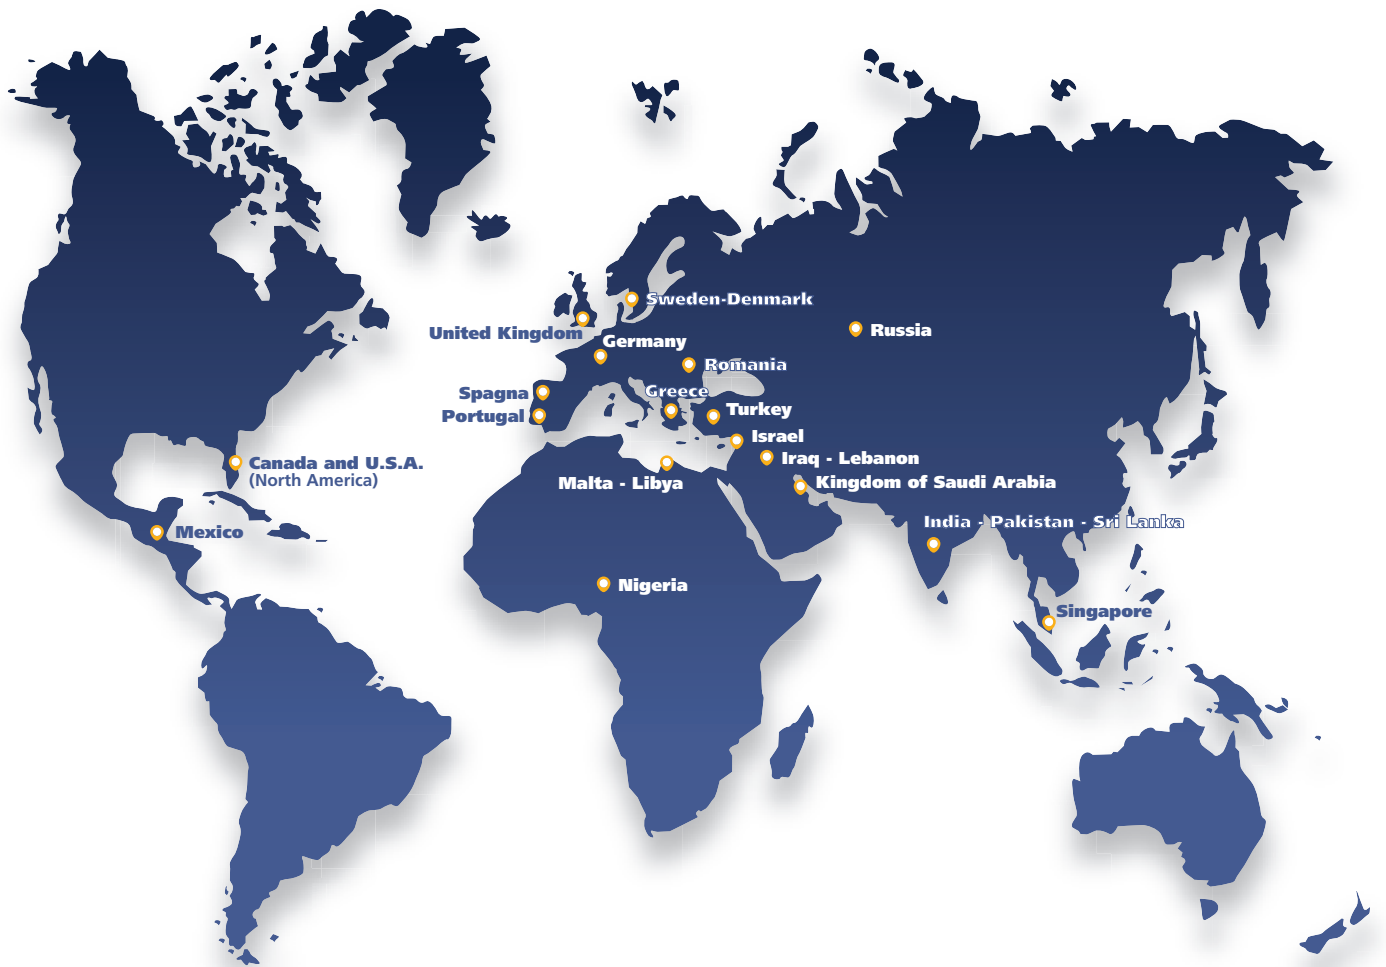 Sweden-Denmark
United Kingdom
Russia
Germany
Romania
Spagna
Greece
Portugal
Turkey
Israel
Iraq - Lebanon
Canada and U.S.A.
(North America)
Malta - Libya
Kingdom of Saudi Arabia
India - Pakistan - Sri Lanka
Mexico
Nigeria
Singapore